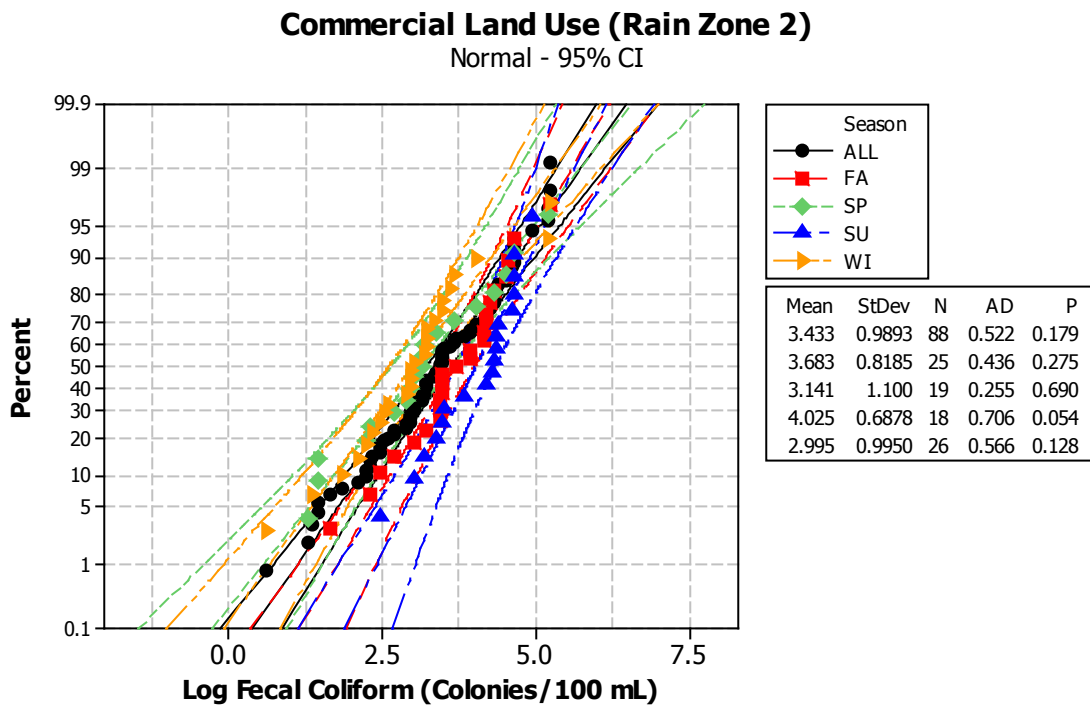 Commercial Land Use (Rain Zone 2)
Normal - 95% CI
99.9
99
95
90
80
70
60
50
40
30
20
10
5
1
0.1
Percent
0.0 2.5 5.0 7.5
Log Fecal Coliform (Colonies/100 mL)
Season
ALL
FA
SP
SU
WI
Mean StDev N AD P
3.433 0.9893 88 0.522 0.179
3.683 0.8185 25 0.436 0.275
3.141 1.100 19 0.255 0.690
4.025 0.6878 18 0.706 0.054
2.995 0.9950 26 0.566 0.128